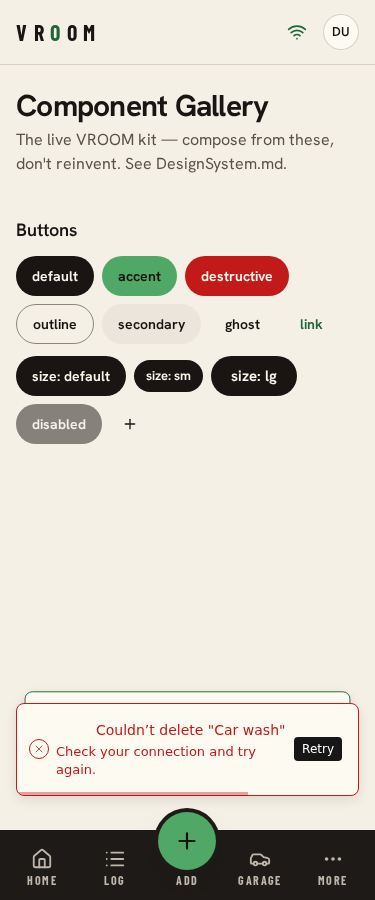 VROOM
DU
Component Gallery
The live VROOM kit — compose from these,
don't reinvent. See DesignSystem.md.
Buttons
default
accent
destructive
outline
secondary
ghost
link
size: default
size: sm
size: lg
disabled
Couldn’t delete "Car wash"
Check your connection and try
again.
Retry
HOME
LOG
ADD
GARAGE
MORE